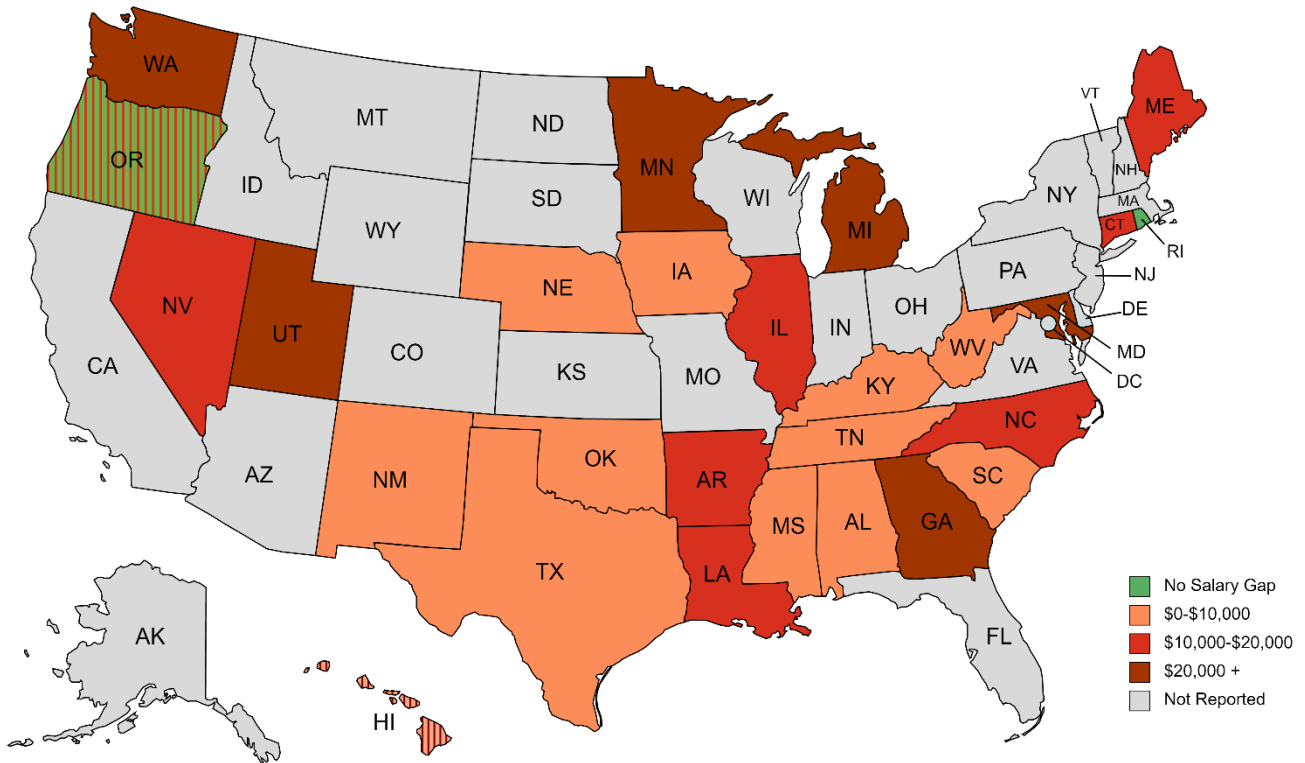 WA
ME
VT
MT
ND
OR
MN
NH
ID
SD
WI
NY
MA
CT
WY
MI
RI
PA
NJ
IA
NE
NV
OH
DE
IL
IN
UT
WV
MD
CO
VA
CA
KS
MO
DC
KY
NC
TN
OK
AZ
NM
AR
SC
MS
AL
GA
TX
LA
No Salary Gap
$0-$10,000
AK
FL
$10,000-$20,000
$20,000 +
Not Reported
HI